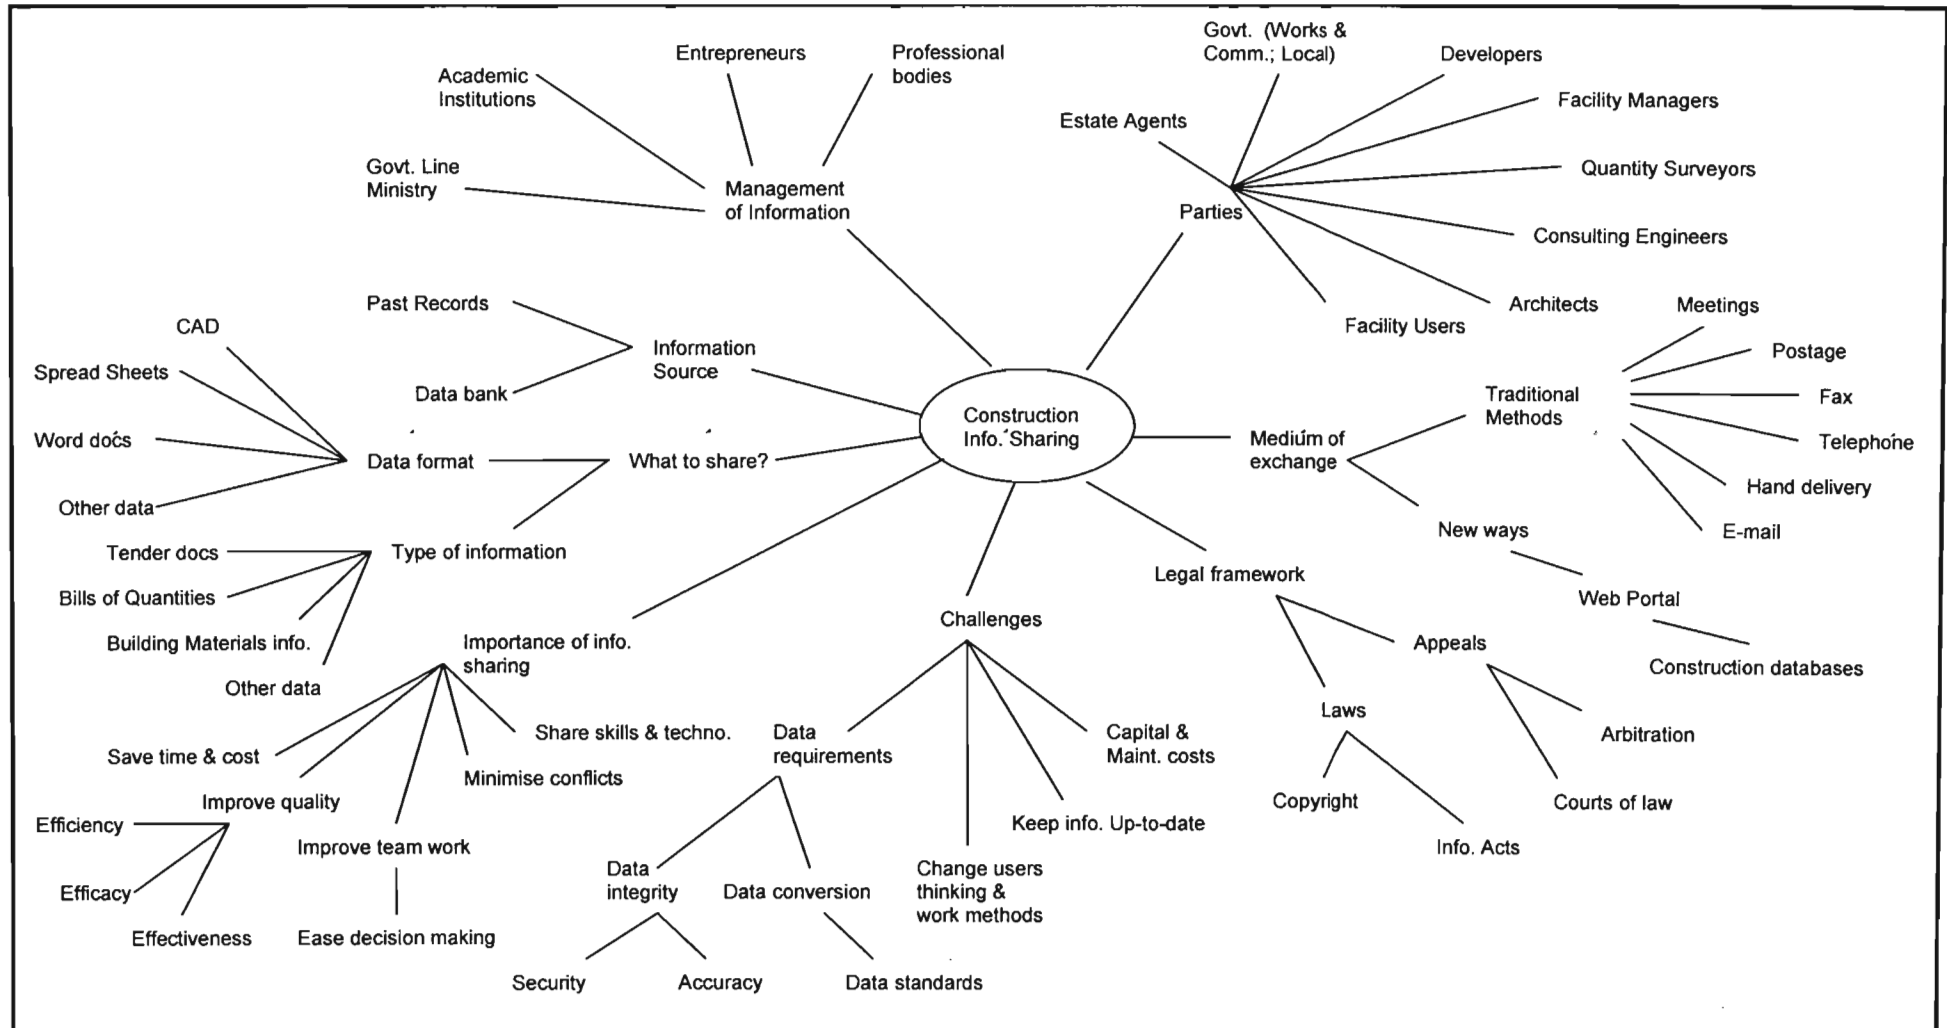 Govt. (Works &
Comm.; Local)
Entrepreneurs
Professional
bodies
Developers
Academic
Institutions
Facility Managers
Estate Agents
Govt. Line
Ministry
Quantity Surveyors
Management
of Information
Parties
Consulting Engineers
Past Records
Architects
Meetings
Facility Users
CAD
Information
Source
Postage
Spread Sheets
Data bank
Traditional
Methods
Fax
Construction
Info. Sharing
Word docs
Medium of
exchange
Telephone
Data format
What to share?
Hand delivery
Other data
New ways
E-mail
Tender docs
Type of information
Legal framework
Bills of Quantities
Web Portal
Challenges
Building Materials info.
Importance of info.
sharing
Appeals
Construction databases
Other data
Laws
Share skills & techno.
Data
requirements
Capital &
Maint. costs
Arbitration
Save time & cost
Minimise conflicts
Improve quality
Copyright
Courts of law
Efficiency
Keep info. Up-to-date
Improve team work
Info. Acts
Data
integrity
Data conversion
Change users
thinking &
work methods
Efficacy
Effectiveness
Ease decision making
Security
Accuracy
Data standards